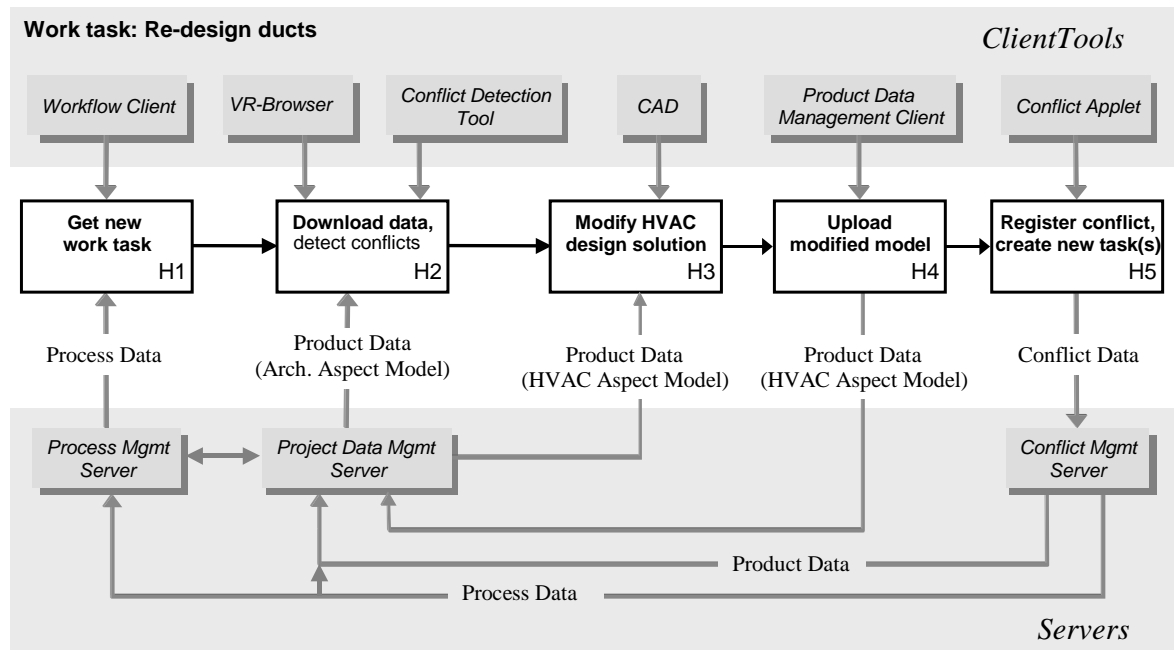 Work task: Re-design ducts
ClientTools
Workflow Client
VR-Browser
Conflict Detection
Tool
CAD
Product Data
Management Client
Conflict Applet
Get new
work task
H1
Download data,
detect conflicts
H2
Modify HVAC
design solution
H3
Upload
modified model
H4
Register conflict,
create new task(s)
H5
Process Data
Product Data
(Arch. Aspect Model)
Product Data
(HVAC Aspect Model)
Product Data
(HVAC Aspect Model)
Conflict Data
Process Mgmt
Server
Project Data Mgmt
Server
Conflict Mgmt
Server
Product Data
Process Data
Servers